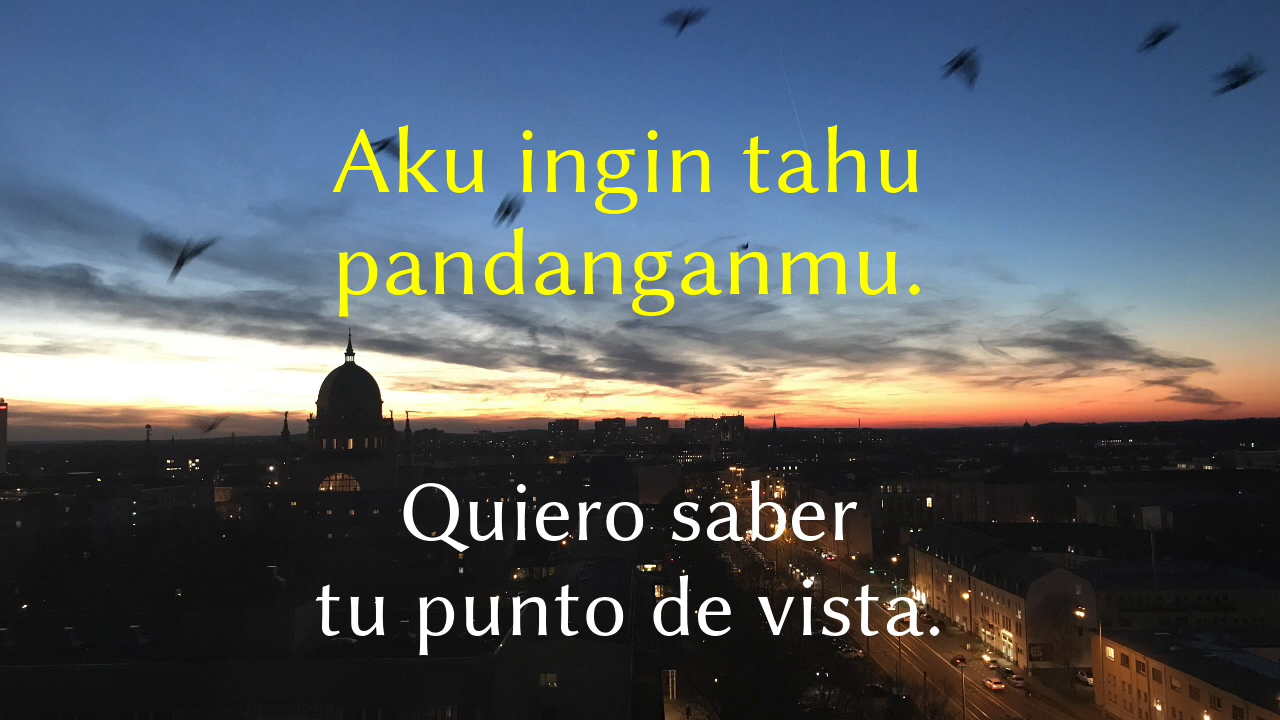 Aku ingin tahu
pandanganmu.
Quiero saber
tu punto de vista.